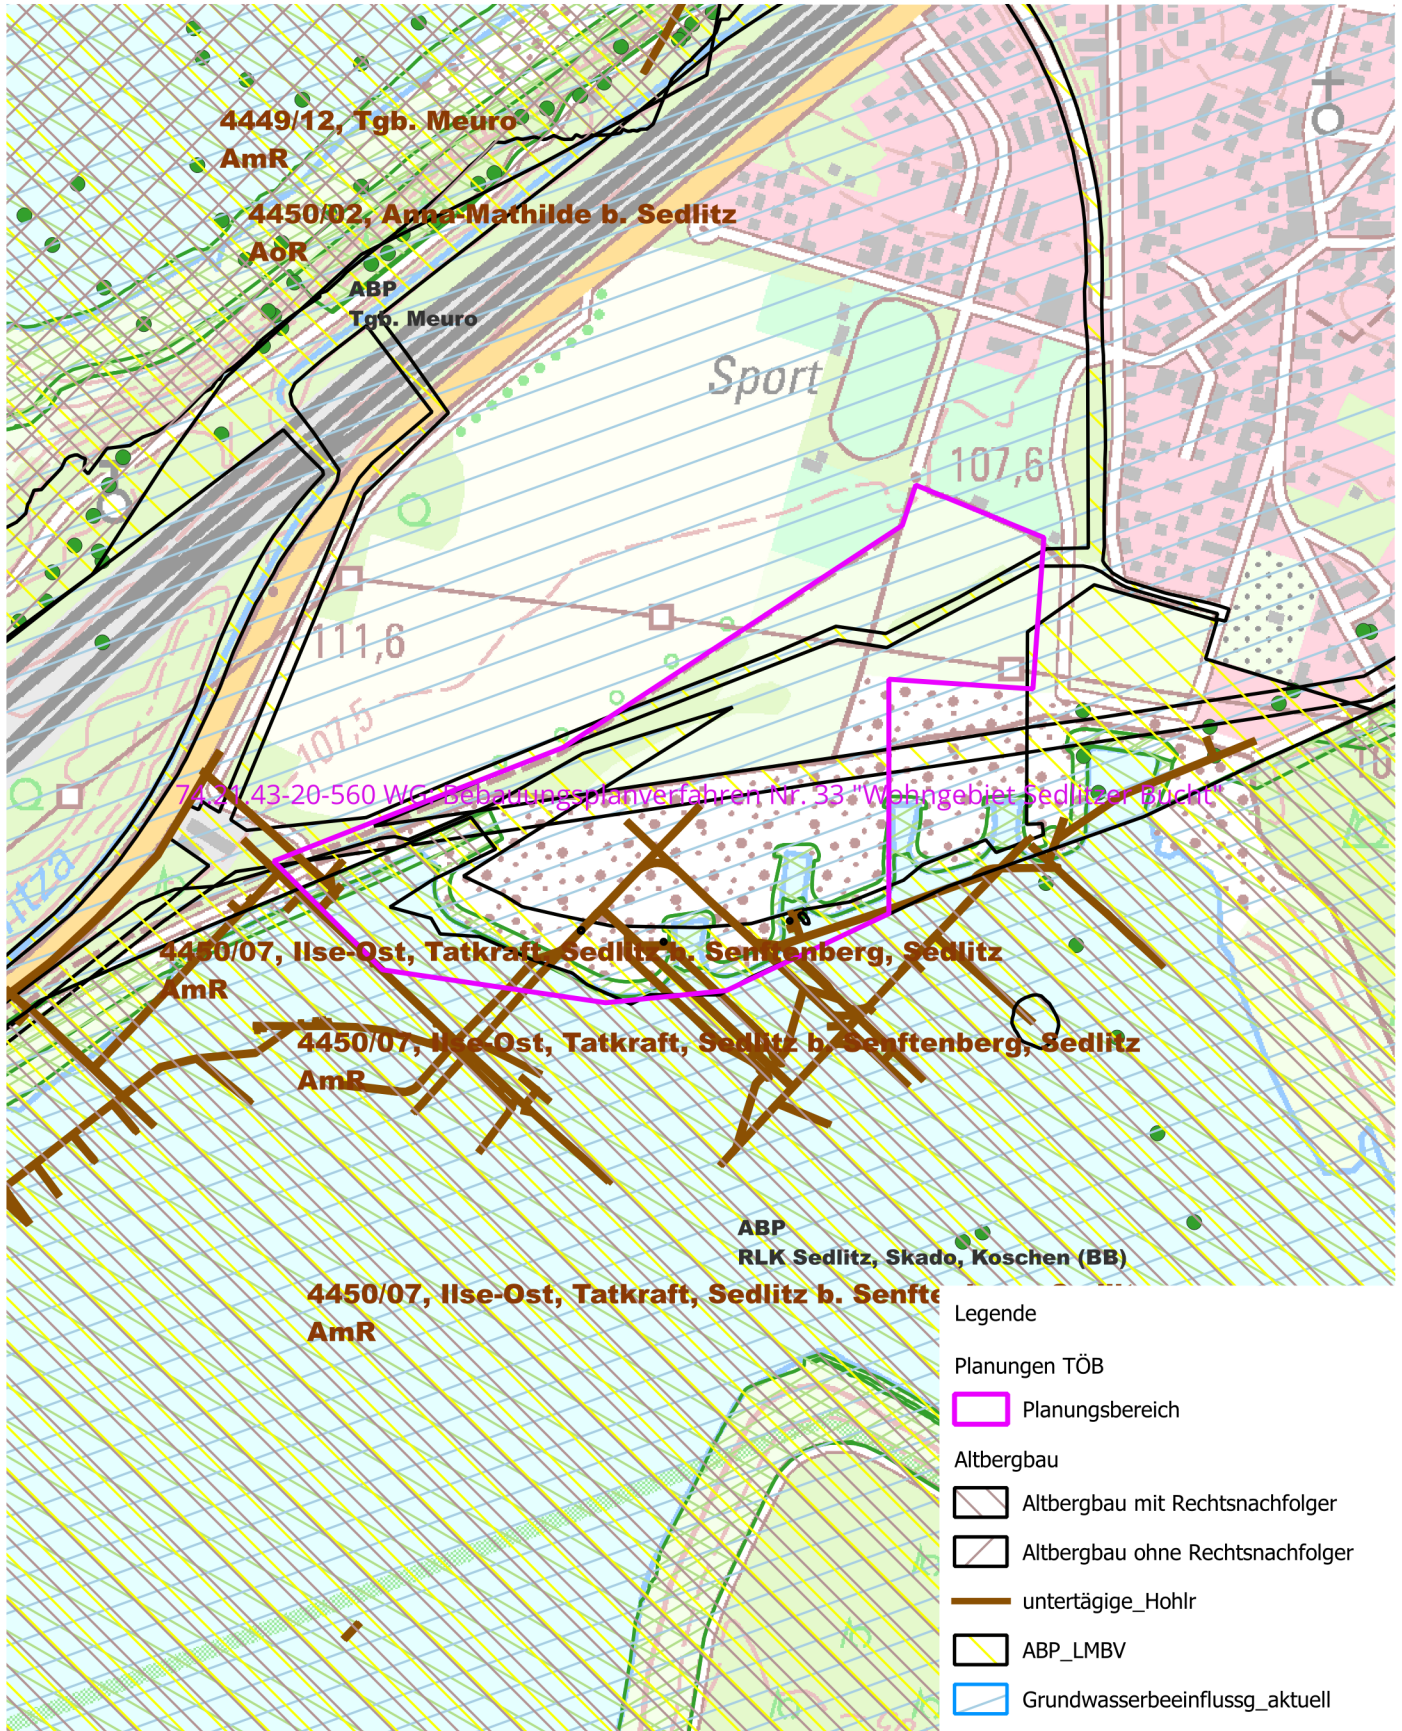 4449/12, Tgb. Meuro
AmR
4450/02, Anna-Mathilde b. Sedlitz
AoR
ABP
Tgb. Meuro
Sport
107,6
111,6
107,5
74.21.43-20-560 WG: Bebauungsplanverfahren Nr. 33 "Wohngebiet Sedlitzer Bucht"
4450/07, Ilse-Ost, Tatkraft, Sedlitz b. Senftenberg, Sedlitz
AmR
4450/07, Ilse-Ost, Tatkraft, Sedlitz b. Senftenberg, Sedlitz
AmR
ABP
RLK Sedlitz, Skado, Koschen (BB)
4450/07, Ilse-Ost, Tatkraft, Sedlitz b. Senfte
AmR
Legende
Planungen TÖB
Planungsbereich
Altbergbau
Altbergbau mit Rechtsnachfolger
Altbergbau ohne Rechtsnachfolger
untertägige_Hohlr
ABP_LMBV
Grundwasserbeeinflussg_aktuell